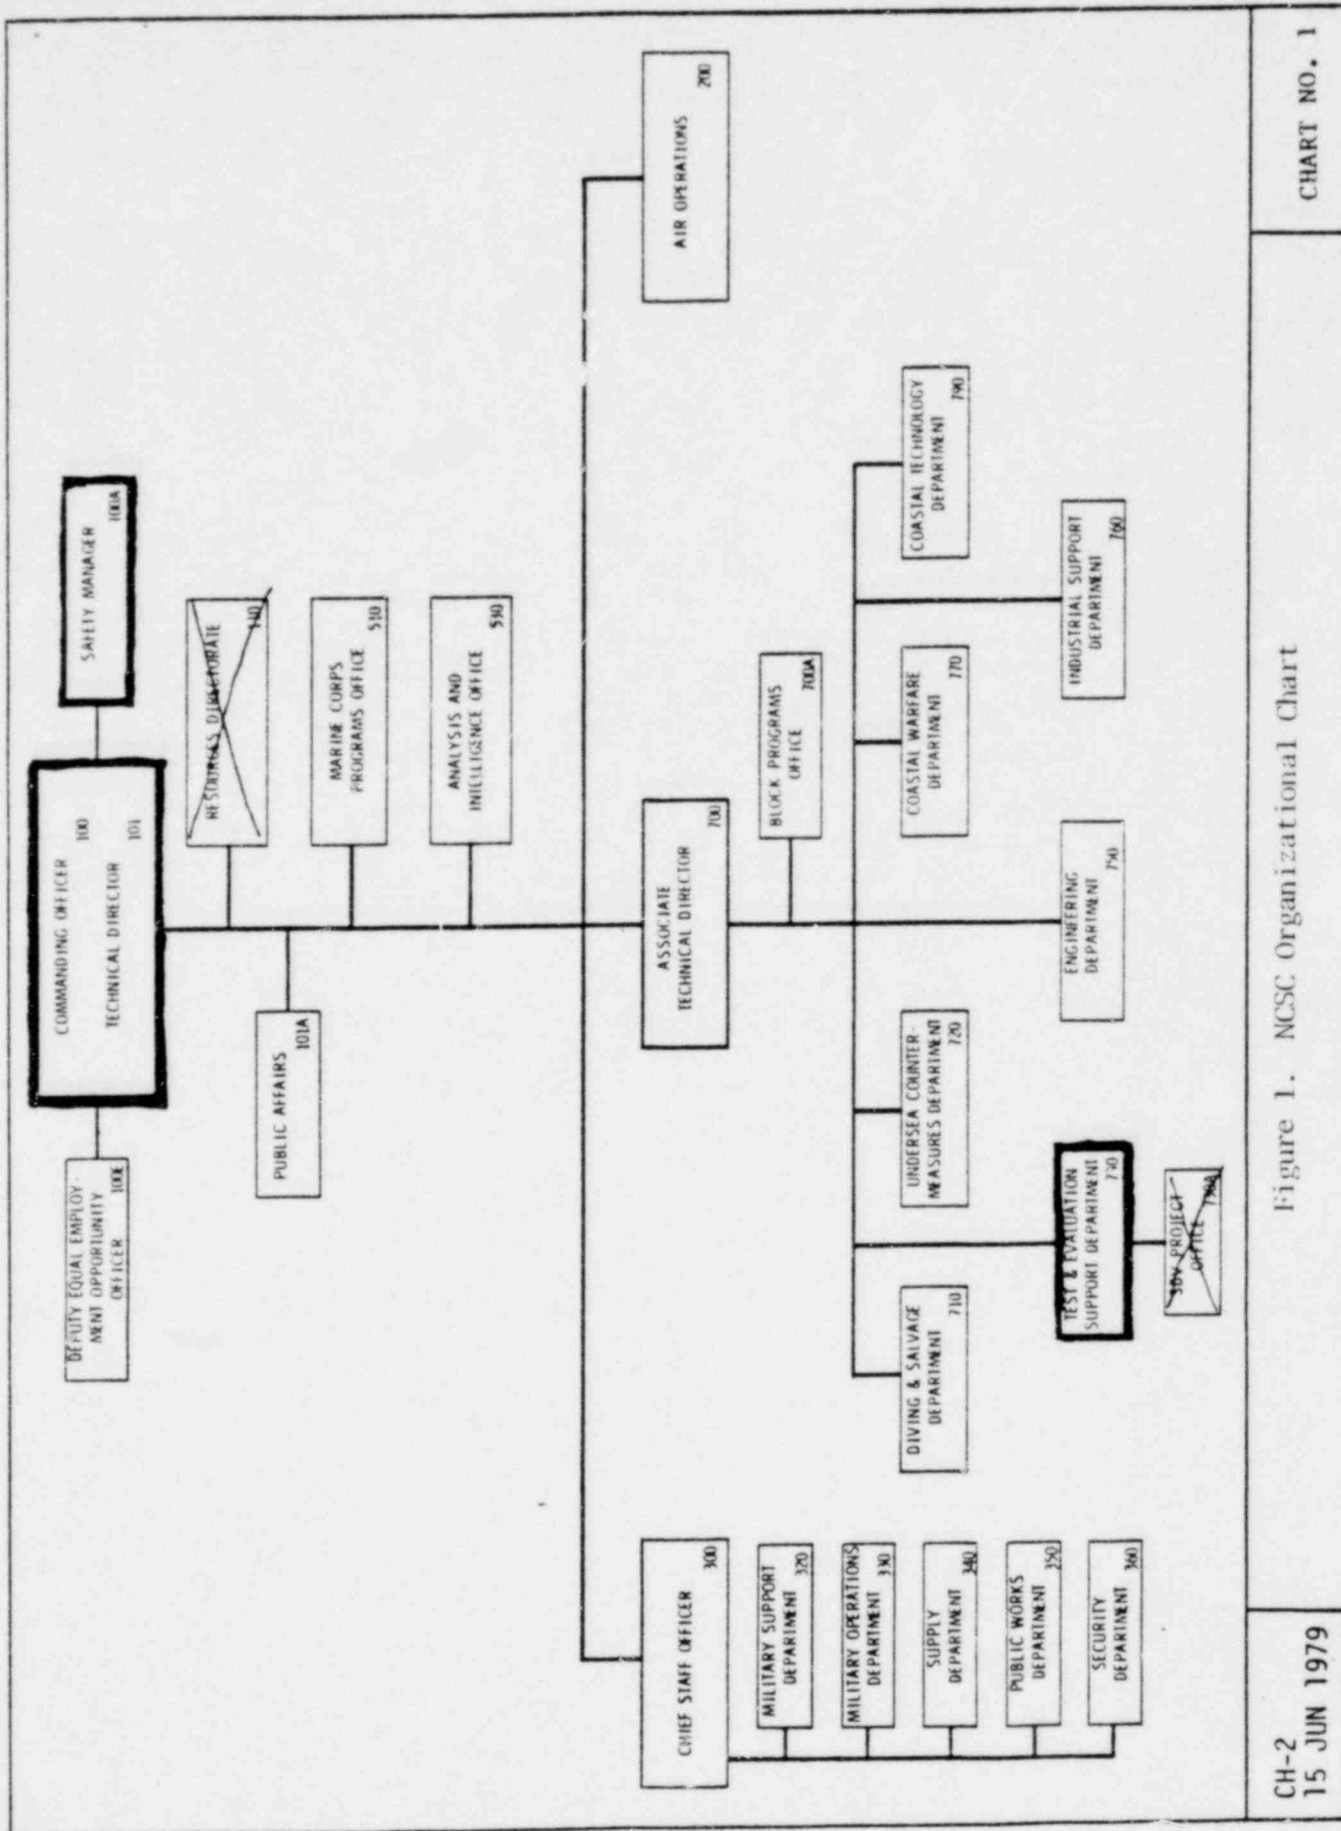 COMMANDING OFFICER
100
TECHNICAL DIRECTOR
101
DEPUTY EQUAL EMPLOY-
MENT OPPORTUNITY
OFFICER 100E
SAFETY MANAGER
100A
PUBLIC AFFAIRS
101A
RESOURCES DIRECTORATE
MARINE CORPS
PROGRAMS OFFICE
510
ANALYSIS AND
INTELLIGENCE OFFICE
530
CHIEF STAFF OFFICER
300
ASSOCIATE
TECHNICAL DIRECTOR
700
AIR OPERATIONS
200
MILITARY SUPPORT
DEPARTMENT 320
MILITARY OPERATIONS
DEPARTMENT 330
SUPPLY
DEPARTMENT 340
PUBLIC WORKS
DEPARTMENT 350
SECURITY
DEPARTMENT 360
BLOCK PROGRAMS
OFFICE 700A
DIVING & SALVAGE
DEPARTMENT
710
UNDERSEA COUNTER-
MEASURES DEPARTMENT
720
COASTAL WARFARE
DEPARTMENT
770
COASTAL TECHNOLOGY
DEPARTMENT
790
TEST & EVALUATION
SUPPORT DEPARTMENT
730
ENGINEERING
DEPARTMENT
750
INDUSTRIAL SUPPORT
DEPARTMENT
760
SDV PROJECT
OFFICE
CH-2
15 JUN 1979
Figure 1. NCSC Organizational Chart
CHART NO. 1